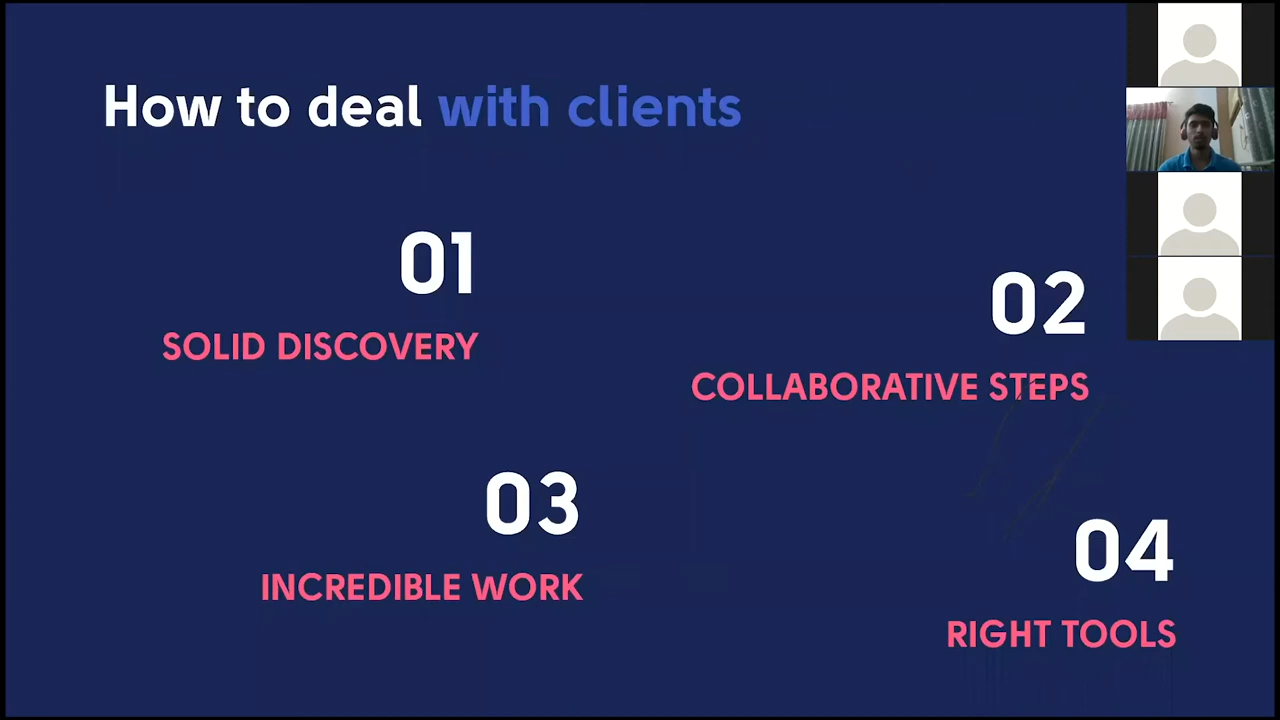 How to deal with clients
01
SOLID DISCOVERY
02
COLLABORATIVE STEPS
03
INCREDIBLE WORK
04
RIGHT TOOLS